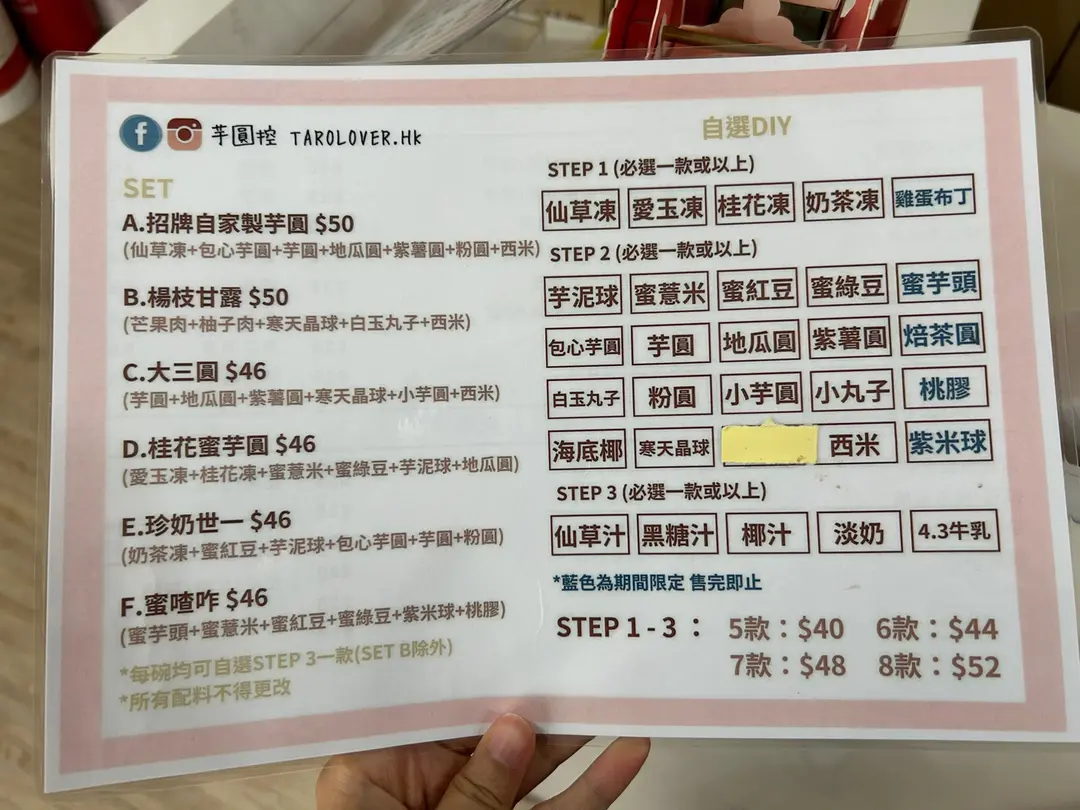 芋圓控 TAROLOVER.HK
SET
A.招牌自家製芋圓 $50
(仙草凍+包心芋圓+芋圓+地瓜圓+紫薯圓+粉圓+西米)
B.楊枝甘露 $50
(芒果肉+柚子肉+寒天晶球+白玉丸子+西米)
C.大三圓 $46
(芋圓+地瓜圓+紫薯圓+寒天晶球+小芋圓+西米)
D.桂花蜜芋圓 $46
(愛玉凍+桂花凍+蜜薏米+蜜綠豆+芋泥球+地瓜圓)
E.珍奶世一 $46
(奶茶凍+蜜紅豆+芋泥球+包心芋圓+芋圓+粉圓)
F.蜜喳咋 $46
(蜜芋頭+蜜薏米+蜜紅豆+蜜綠豆+紫米球+桃膠)
*每碗均可自選STEP 3一款(SET B除外)
*所有配料不得更改
自選DIY
STEP 1 (必選一款或以上)
仙草凍 愛玉凍 桂花凍 奶茶凍 雞蛋布丁
STEP 2 (必選一款或以上)
芋泥球 蜜薏米 蜜紅豆 蜜綠豆 蜜芋頭
包心芋圓 芋圓 地瓜圓 紫薯圓 焙茶圓
白玉丸子 粉圓 小芋圓 小丸子 桃膠
海底椰 寒天晶球 西米 紫米球
STEP 3 (必選一款或以上)
仙草汁 黑糖汁 椰汁 淡奶 4.3牛乳
*藍色為期間限定 售完即止
STEP 1 - 3： 5款：$40 6款：$44
7款：$48 8款：$52